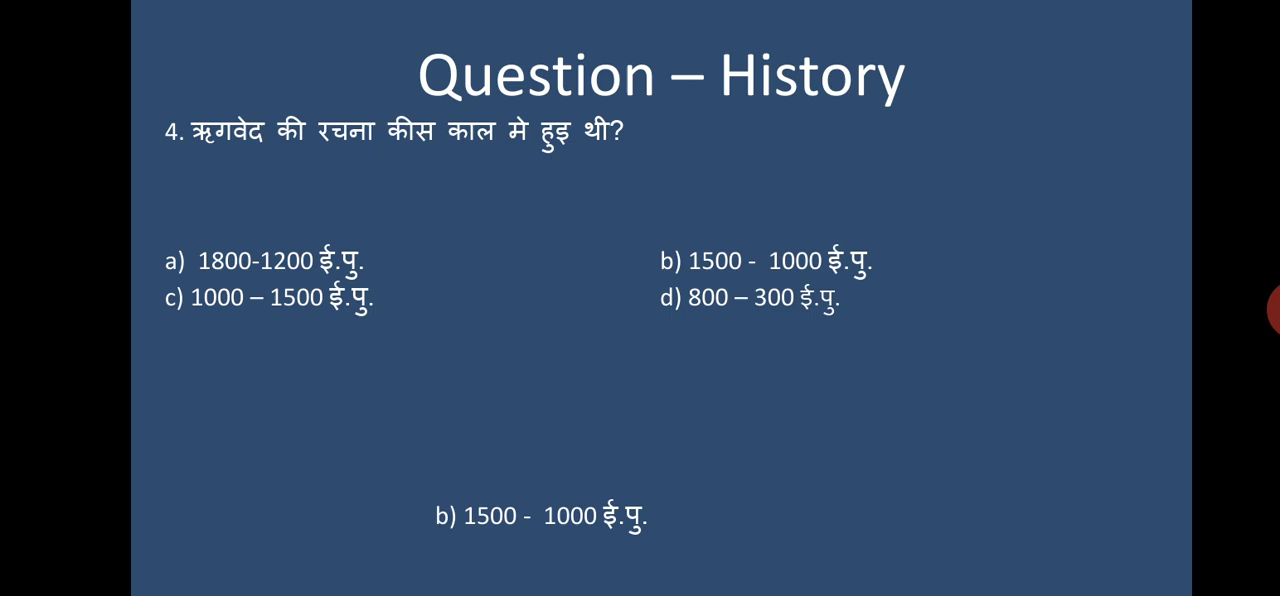 Question – History
4. ऋगवेद की रचना कीस काल मे हुइ थी?
a) 1800-1200 ई.पु. b) 1500 - 1000 ई.पु.
c) 1000 – 1500 ई.पु. d) 800 – 300 ई.पु.
b) 1500 - 1000 ई.पु.